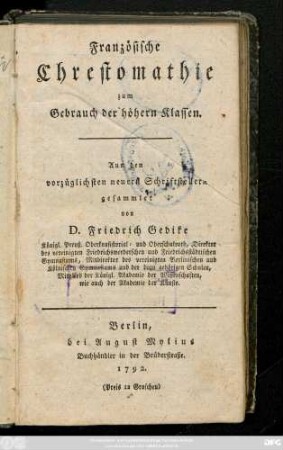 Französische
Chrestomathie
zum
Gebrauch der höhern Klassen.
Aus den
vorzüglichsten neuern Schriftstellern
gesammlet
von
D. Friedrich Gedike
Königl. Preuß. Oberkonsistorial- und Oberschulrath, Direktor
des vereinigten Friedrichswerderschen und Friedrichsstädtischen
Gymnasiums, Mitdirektor des vereinigten Berlinischen und
Kölnischen Gymnasiums und der dazu gehörigen Schulen,
Mitglied der Königl. Akademie der Wissenschaften,
wie auch der Akademie der Künste.
Berlin,
bei August Mylius
Buchhändler in der Brüderstraße.
1792.
(Preis 12 Groschen)